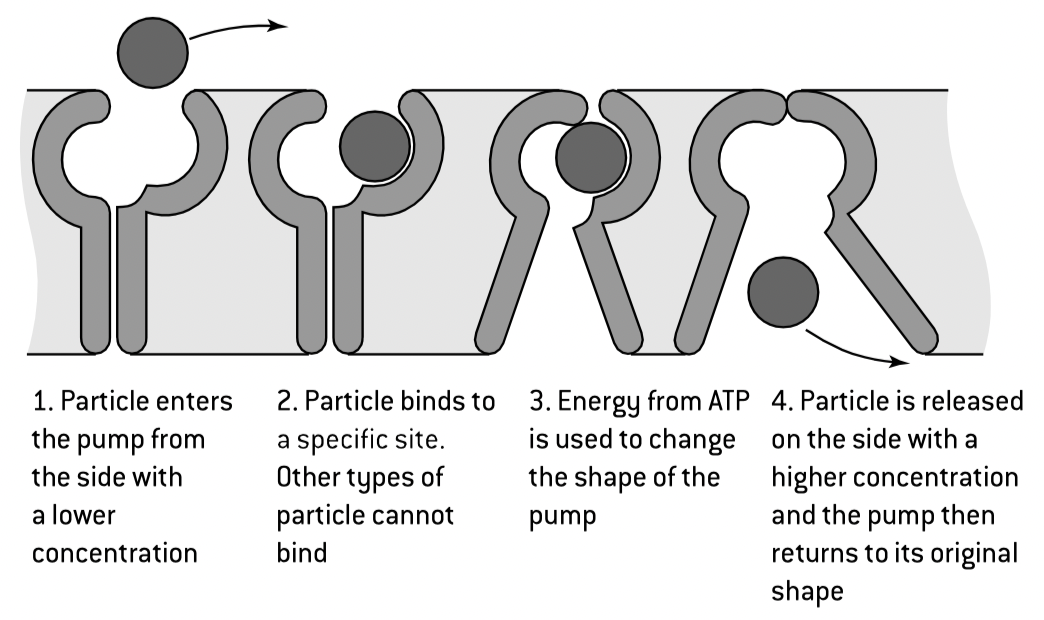 1. Particle enters
the pump from
the side with
a lower
concentration
2. Particle binds to
a specific site.
Other types of
particle cannot
bind
3. Energy from ATP
is used to change
the shape of the
pump
4. Particle is released
on the side with a
higher concentration
and the pump then
returns to its original
shape